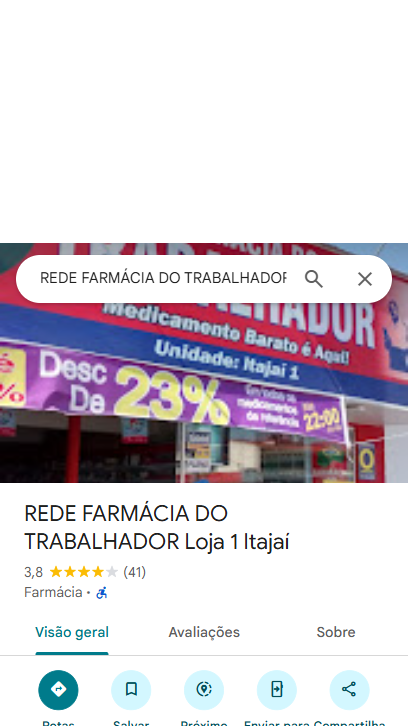 REDE FARMÁCIA DO TRABALHADOR
TRABALHADOR
Medicamento Barato é Aqui!
Unidade: Itajaí 1
Desc
De 23%
medicamentos
de referência
22:00
REDE FARMÁCIA DO
TRABALHADOR Loja 1 Itajaí
3,8 (41)
Farmácia •
Visão geral
Avaliações
Sobre
Rotas
Salvar
Próximo
Enviar para
Compartilha